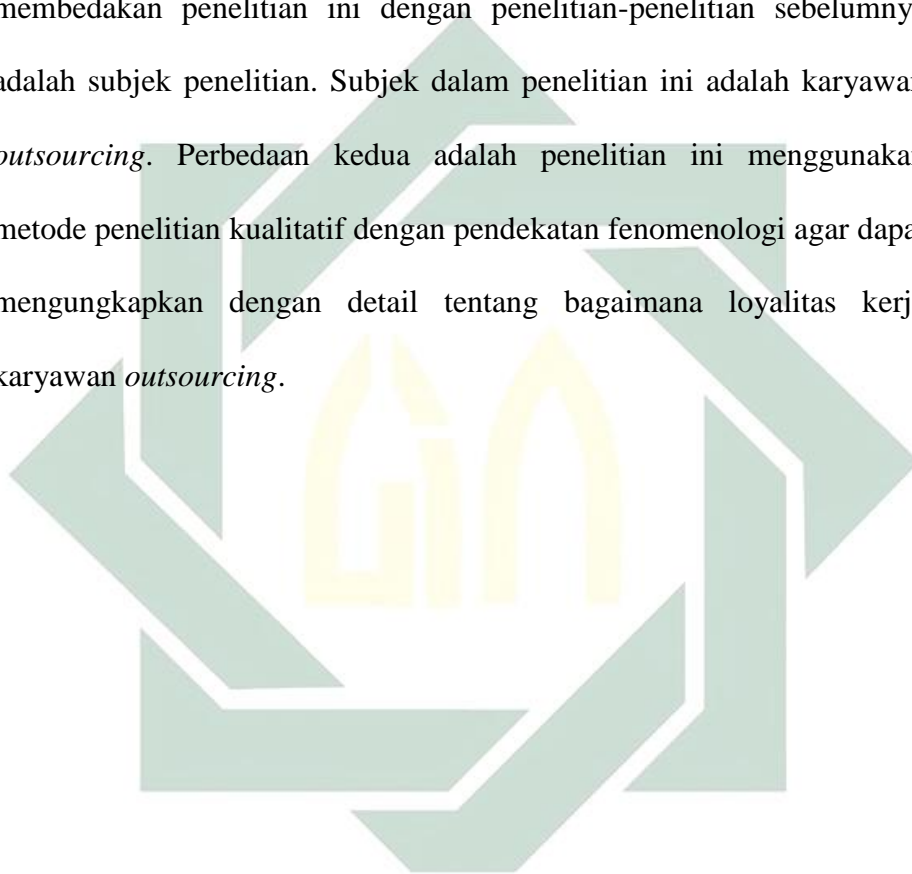 membedakan penelitian ini dengan penelitian-penelitian sebelumny
adalah subjek penelitian. Subjek dalam penelitian ini adalah karyawa
outsourcing. Perbedaan kedua adalah penelitian ini menggunaka
metode penelitian kualitatif dengan pendekatan fenomenologi agar dapa
mengungkapkan dengan detail tentang bagaimana loyalitas kerj
karyawan outsourcing.